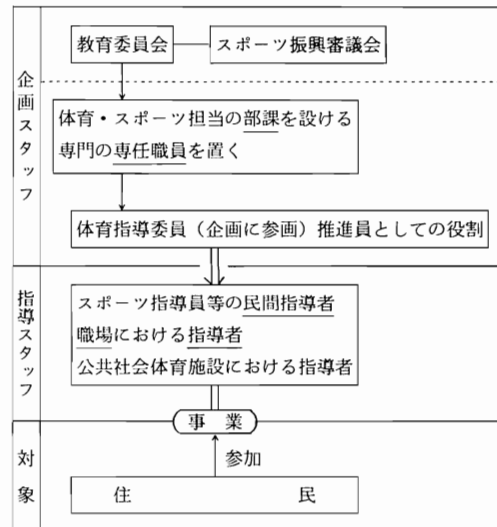 企画スタッフ
教育委員会
スポーツ振興審議会
体育・スポーツ担当の部課を設ける
専門の専任職員を置く
体育指導委員（企画に参画）推進員としての役割
指導スタッフ
スポーツ指導員等の民間指導者
職場における指導者
公共社会体育施設における指導者
事業
対象
参加
住民